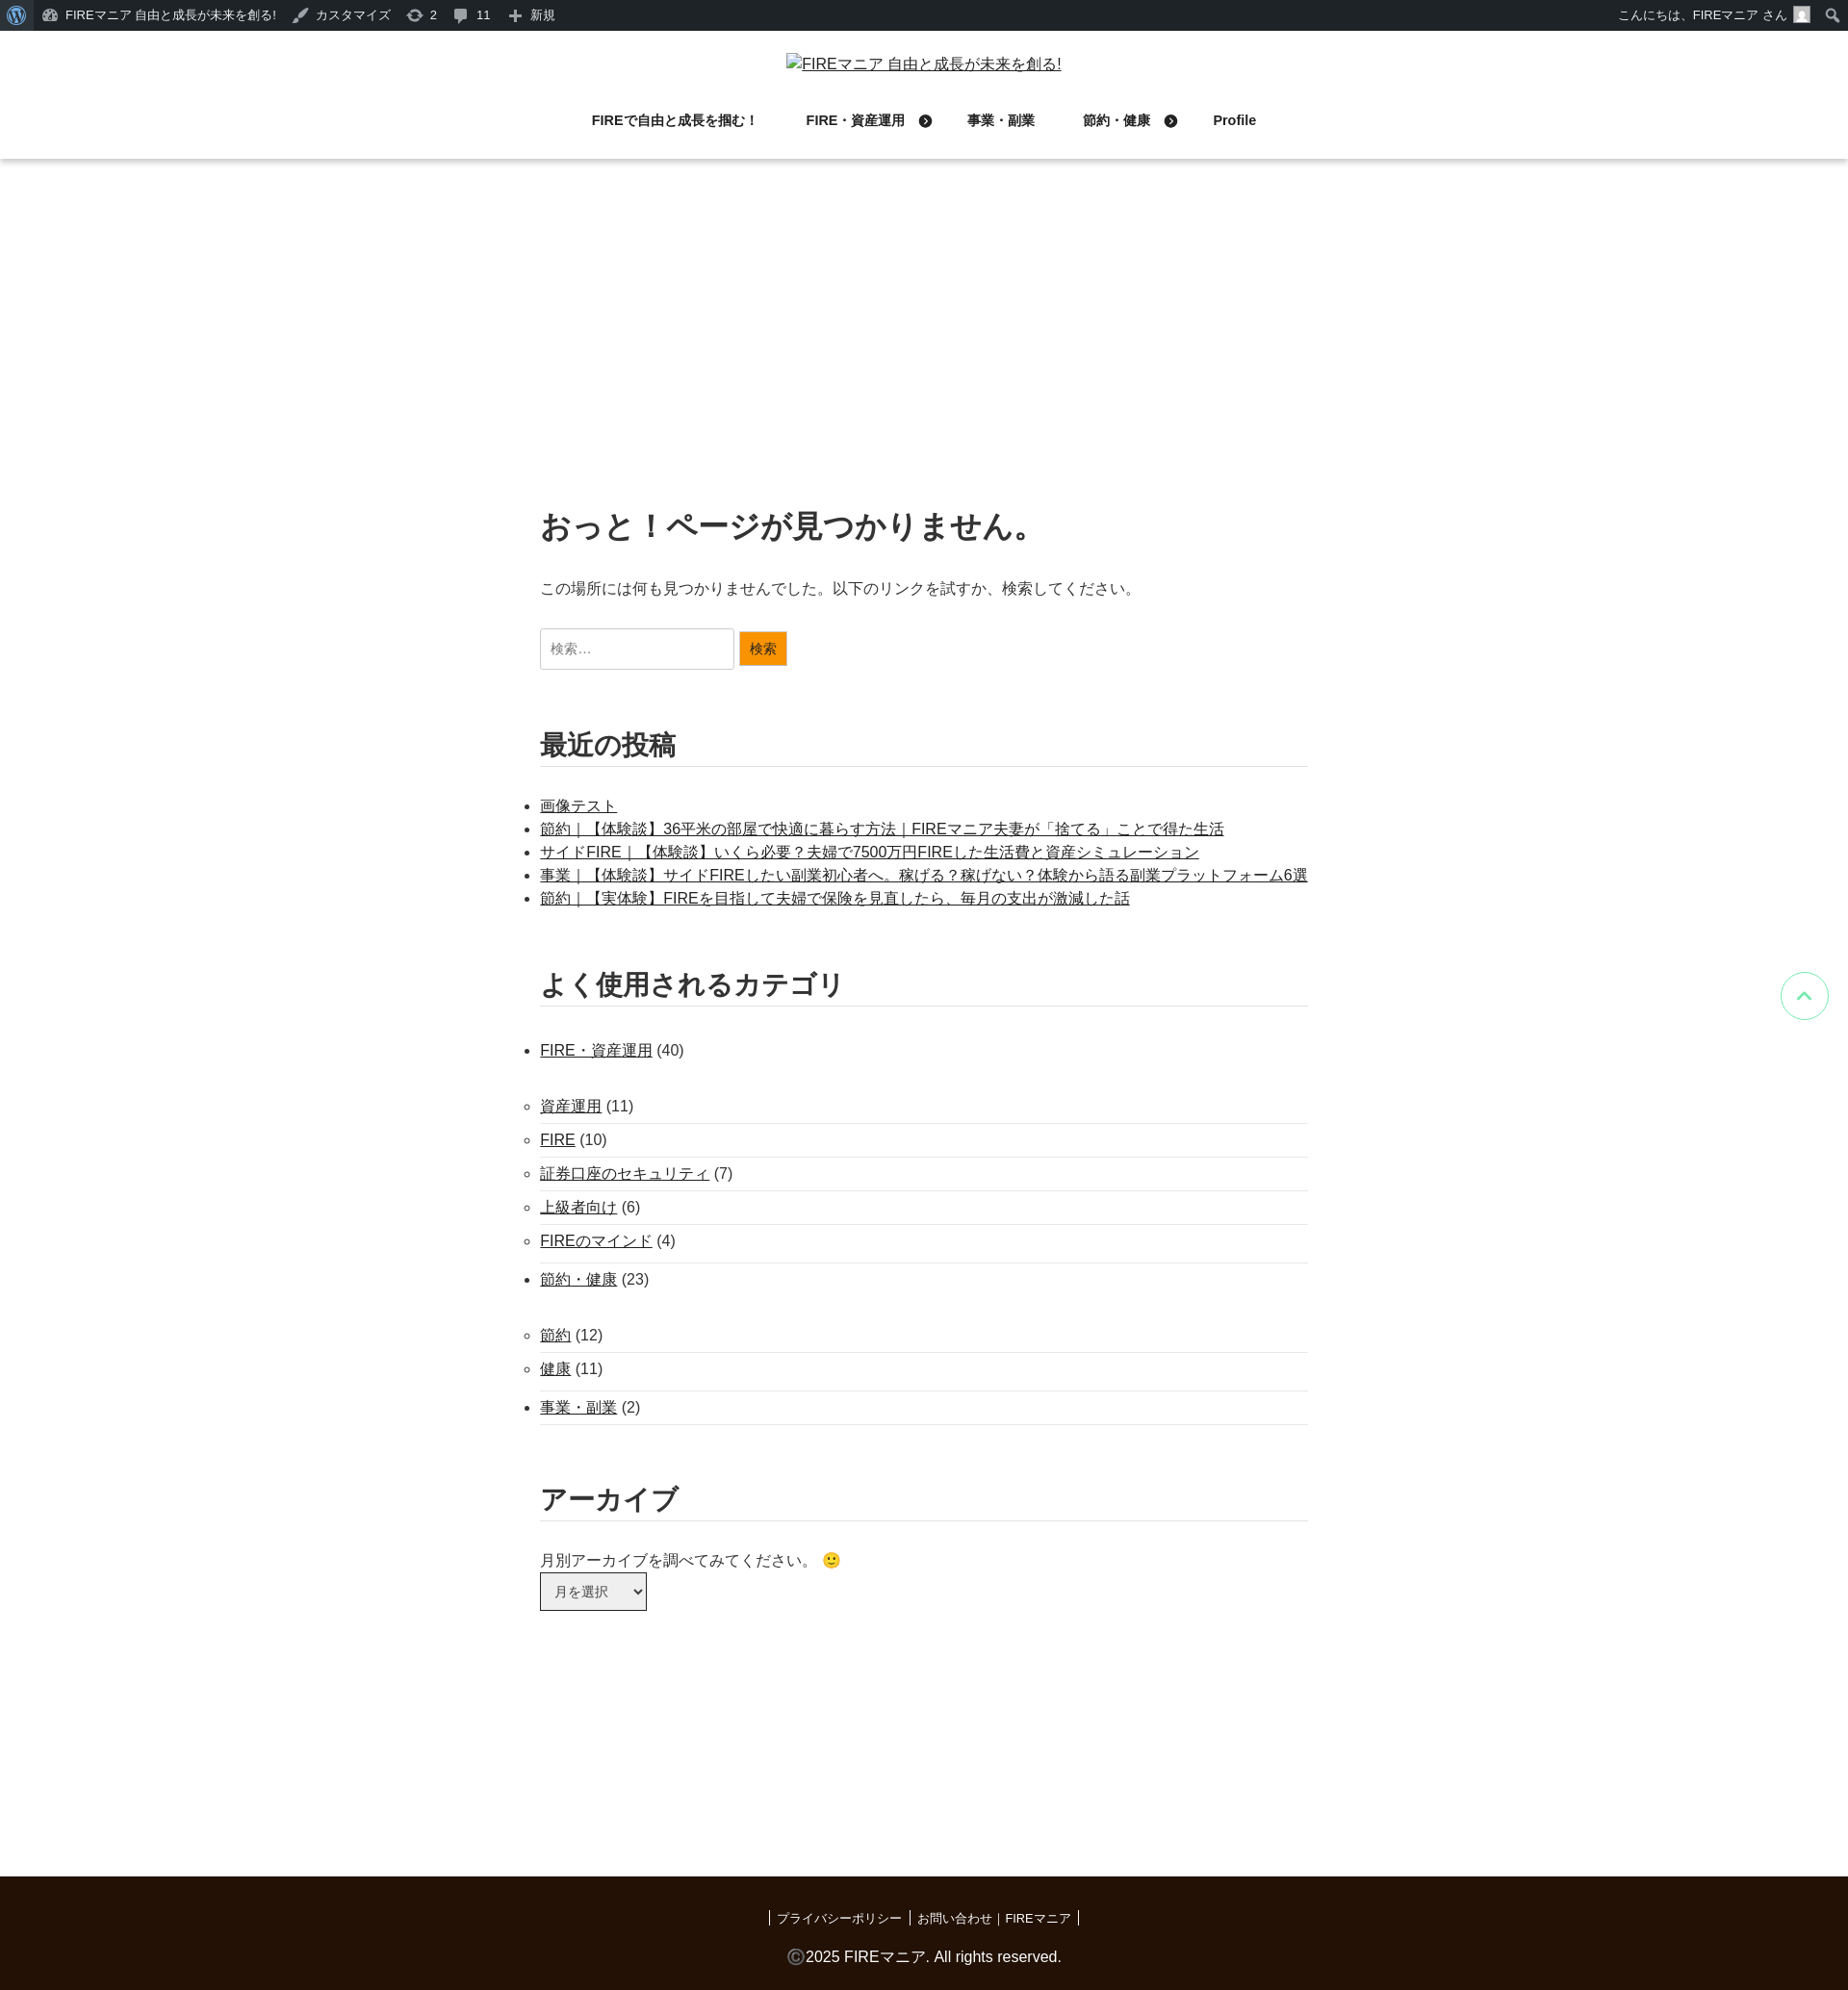 FIREマニア 自由と成長が未来を創る! カスタマイズ 2 11 新規 こんにちは、FIREマニア さん
FIREマニア 自由と成長が未来を創る!
FIREで自由と成長を掴む！ FIRE・資産運用 事業・副業 節約・健康 Profile
おっと！ページが見つかりません。
この場所には何も見つかりませんでした。以下のリンクを試すか、検索してください。
検索… 検索
最近の投稿
画像テスト
節約｜【体験談】36平米の部屋で快適に暮らす方法｜FIREマニア夫妻が「捨てる」ことで得た生活
サイドFIRE｜【体験談】いくら必要？夫婦で7500万円FIREした生活費と資産シミュレーション
事業｜【体験談】サイドFIREしたい副業初心者へ。稼げる？稼げない？体験から語る副業プラットフォーム6選
節約｜【実体験】FIREを目指して夫婦で保険を見直したら、毎月の支出が激減した話
よく使用されるカテゴリ
FIRE・資産運用 (40)
資産運用 (11)
FIRE (10)
証券口座のセキュリティ (7)
上級者向け (6)
FIREのマインド (4)
節約・健康 (23)
節約 (12)
健康 (11)
事業・副業 (2)
アーカイブ
月別アーカイブを調べてみてください。 🙂
月を選択
プライバシーポリシー お問い合わせ｜FIREマニア
©2025 FIREマニア. All rights reserved.